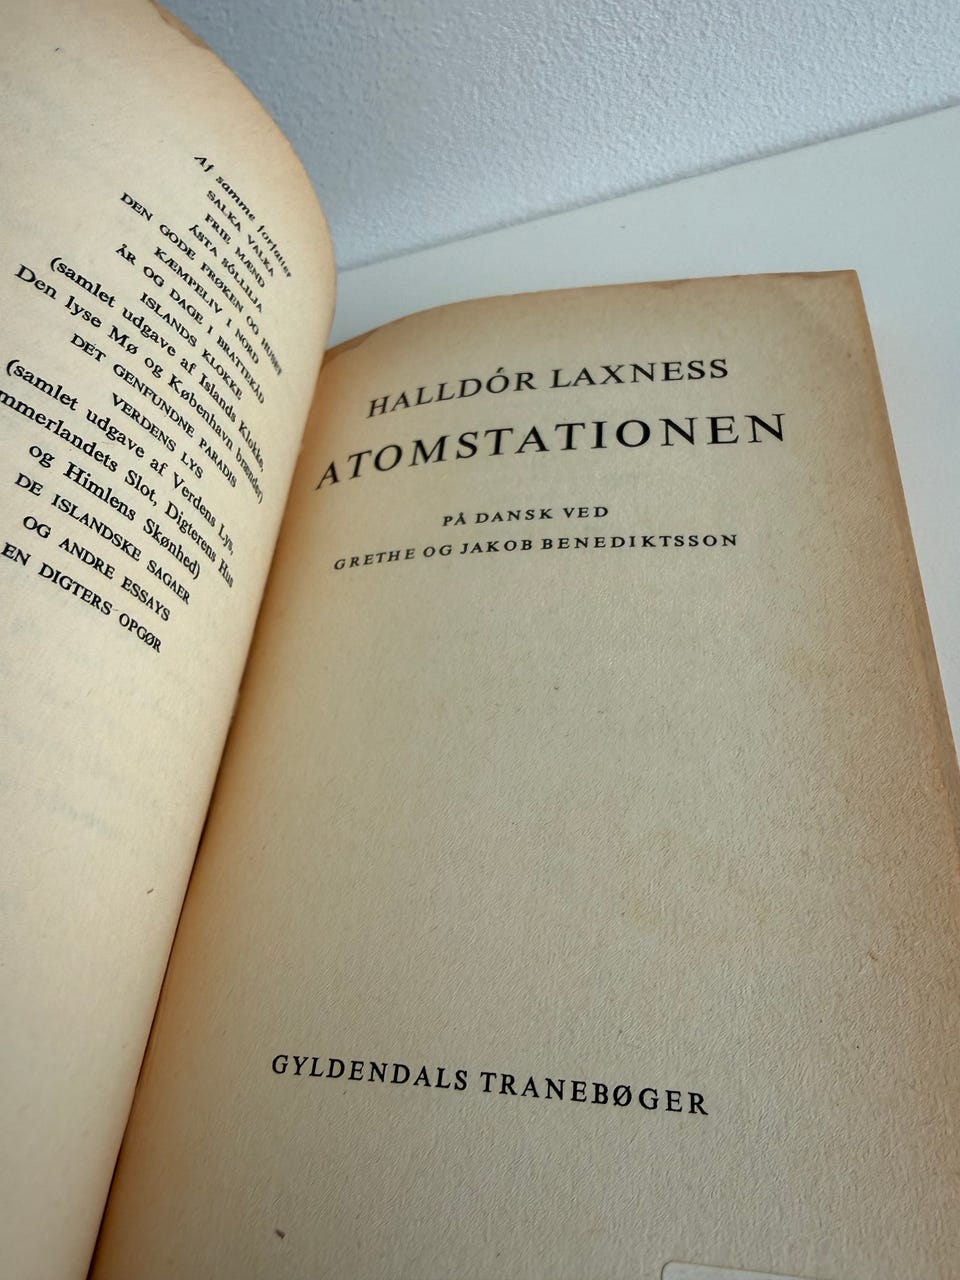 Af samme forfatter
SALKA VALKA
FRIE MÆND
ÁSTA SÓLLILJA
DEN GODE FRØKEN OG HUSET
KÆMPELIV I NORD
ÅR OG DAGE I BRATTEKÅD
ISLANDS KLOKKE
(samlet udgave af Islands Klokke,
Den lyse Mø og København brænder)
DET GENFUNDNE PARADIS
VERDENS LYS
(samlet udgave af Verdens Lys,
mmerlandets Slot, Digterens Hus
og Himlens Skønhed)
DE ISLANDSKE SAGAER
OG ANDRE ESSAYS
EN DIGTERS OPGØR
HALLDÓR LAXNESS
ATOMSTATIONEN
PÅ DANSK VED
GRETHE OG JAKOB BENEDIKTSSON
GYLDENDALS TRANEBØGER